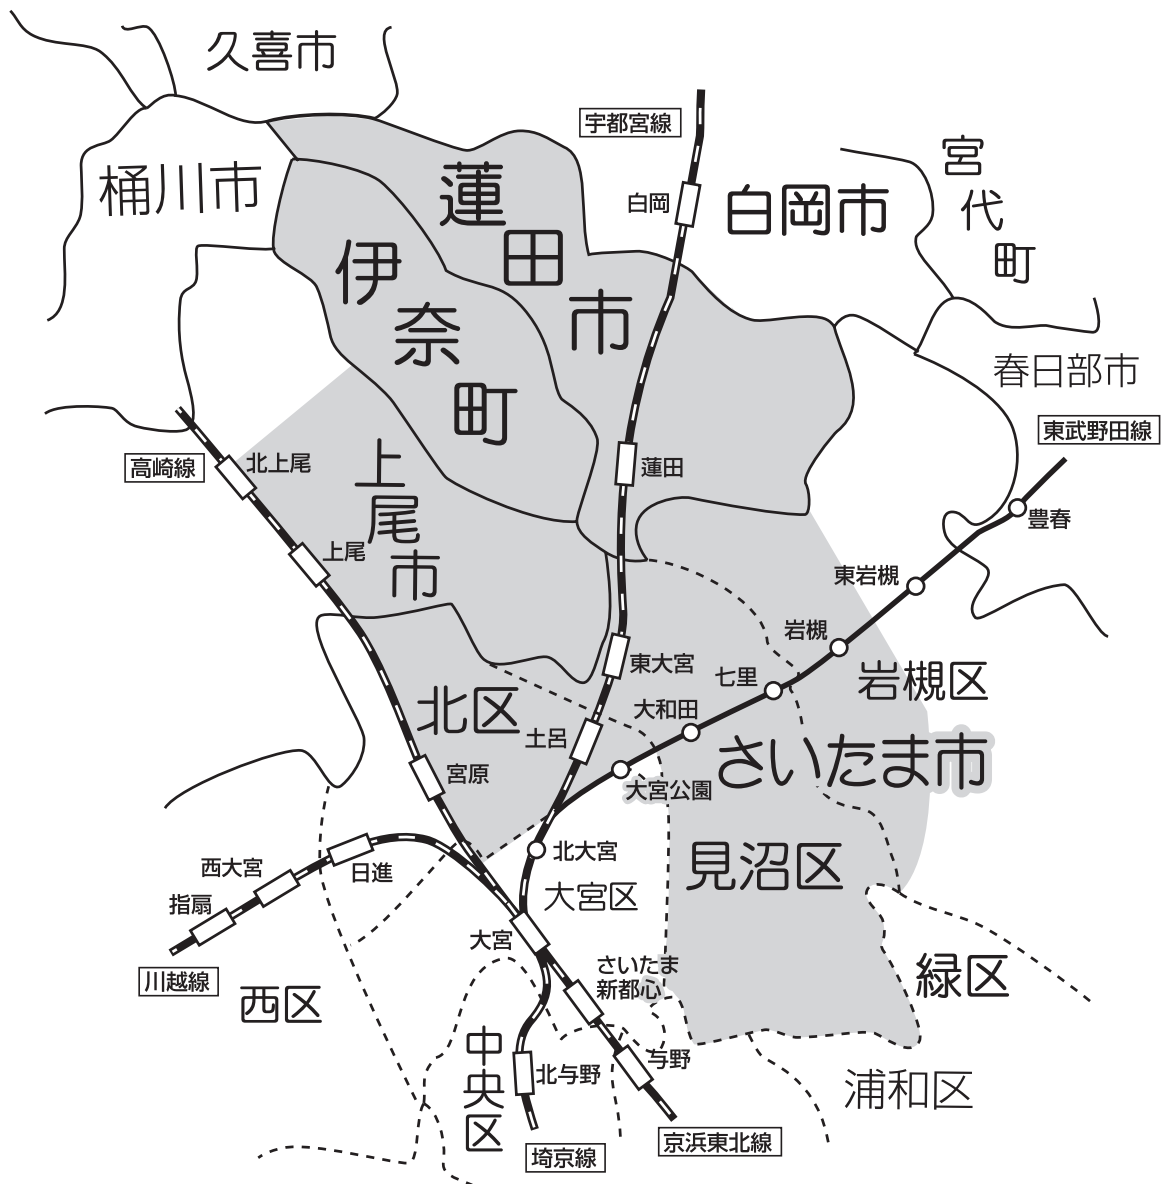 久喜市
宇都宮線
桶川市
蓮田市
白岡
白岡市
宮代町
伊奈町
春日部市
東武野田線
高崎線
北上尾
上尾市
蓮田
豊春
上尾
東岩槻
岩槻
東大宮
七里
岩槻区
北区
大和田
土呂
さいたま市
宮原
大宮公園
北大宮
見沼区
西大宮
日進
大宮区
指扇
大宮
川越線
さいたま
新都心
緑区
西区
中央区
北与野
与野
浦和区
埼京線
京浜東北線